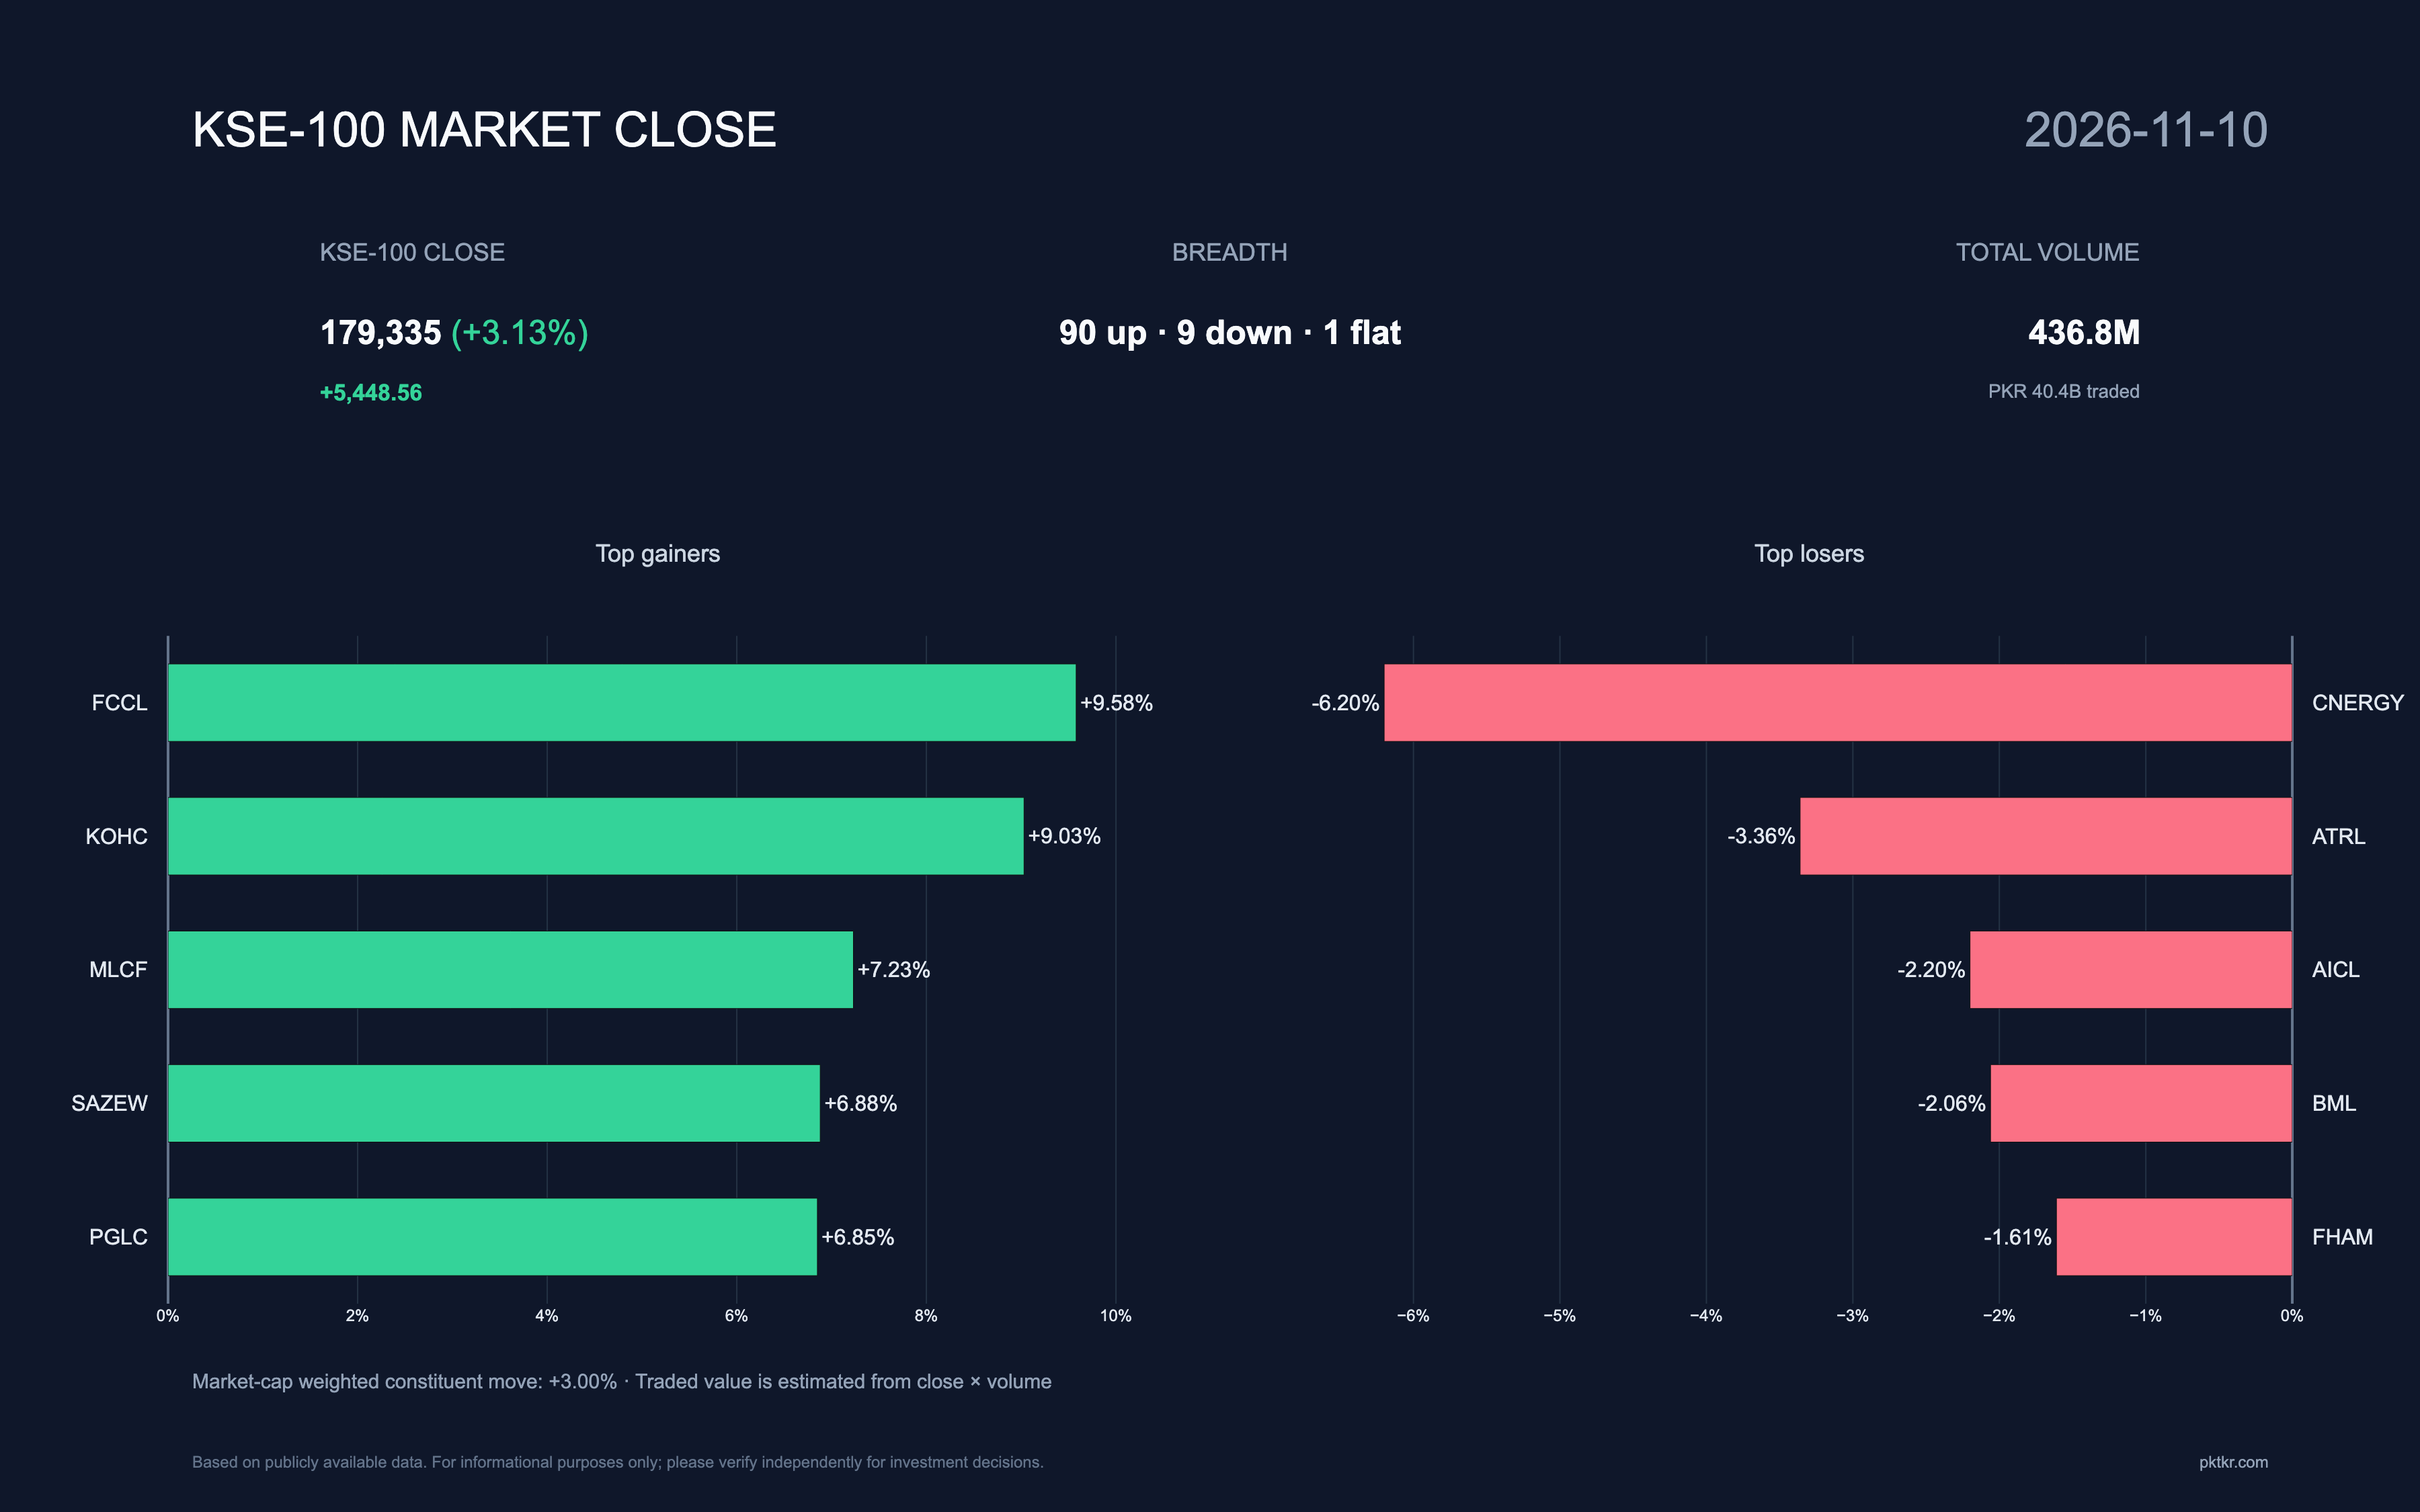 KSE-100 MARKET CLOSE
2026-11-10
KSE-100 CLOSE
179,335 (+3.13%)
+5,448.56
BREADTH
90 up · 9 down · 1 flat
TOTAL VOLUME
436.8M
PKR 40.4B traded
Top gainers
FCCL +9.58%
KOHC +9.03%
MLCF +7.23%
SAZEW +6.88%
PGLC +6.85%
0% 2% 4% 6% 8% 10%
Top losers
-6.20% CNERGY
-3.36% ATRL
-2.20% AICL
-2.06% BML
-1.61% FHAM
−6% −5% −4% −3% −2% −1% 0%
Market-cap weighted constituent move: +3.00% · Traded value is estimated from close × volume
Based on publicly available data. For informational purposes only; please verify independently for investment decisions.
pktkr.com